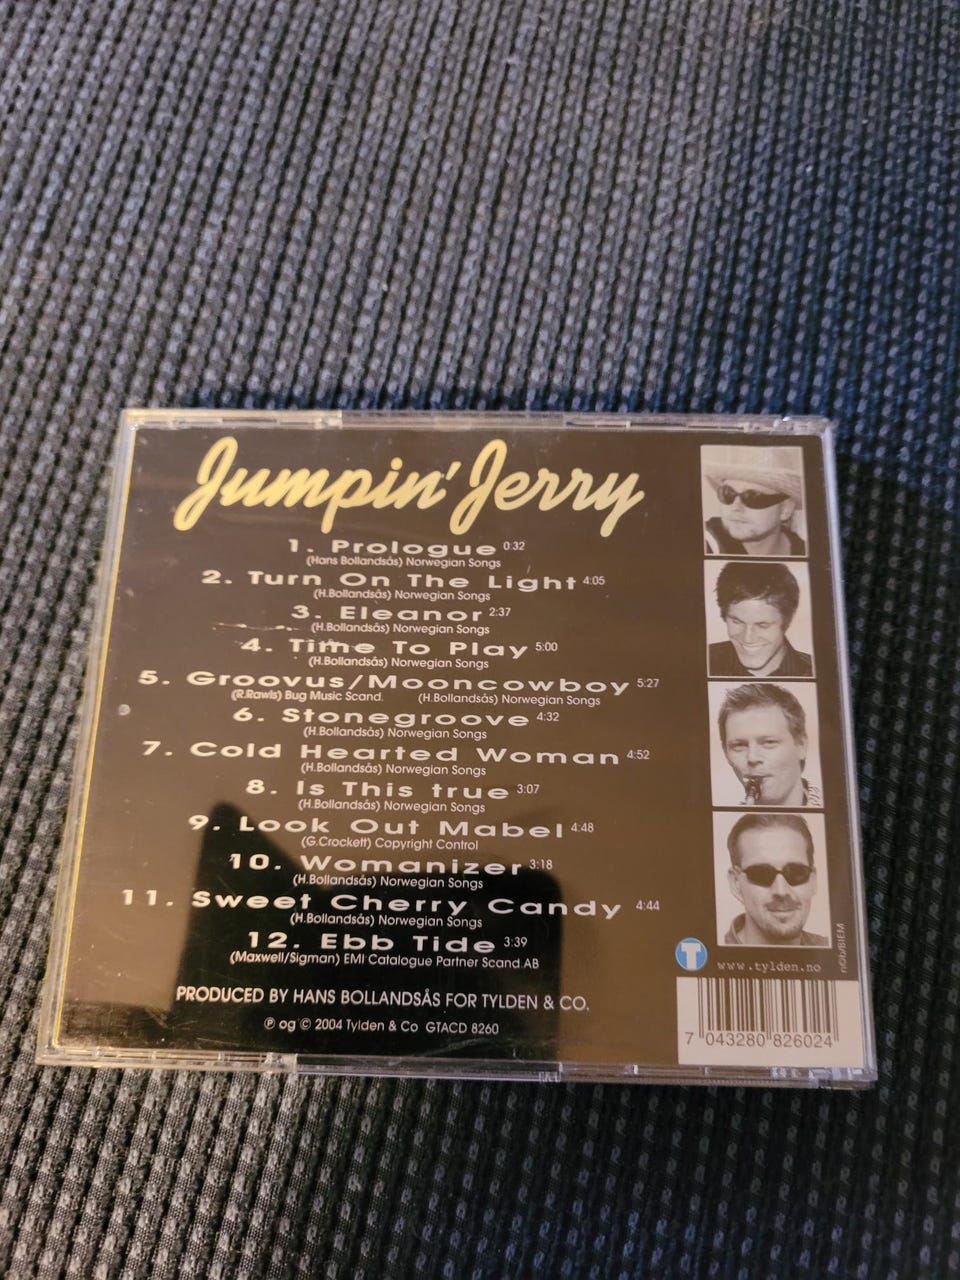 Jumpin' Jerry
1. Prologue 0:32
(Hans Bollandsås) Norwegian Songs
2. Turn On The Light 4:05
(H.Bollandsås) Norwegian Songs
3. Eleanor 2:37
(H.Bollandsås) Norwegian Songs
4. Time To Play 5:00
(H.Bollandsås) Norwegian Songs
5. Groovus/Mooncowboy 5:27
(R.Rawls) Bug Music Scand. (H.Bollandsås) Norwegian Songs
6. Stonegroove 4:32
(H.Bollandsås) Norwegian Songs
7. Cold Hearted Woman 4:52
(H.Bollandsås) Norwegian Songs
8. Is This true 3:07
(H.Bollandsås) Norwegian Songs
9. Look Out Mabel 4:48
(G.Crockett) Copyright Control
10. Womanizer 3:18
(H.Bollandsås) Norwegian Songs
11. Sweet Cherry Candy 4:44
(H.Bollandsås) Norwegian Songs
12. Ebb Tide 3:39
(Maxwell/Sigman) EMI Catalogue Partner Scand.AB
PRODUCED BY HANS BOLLANDSÅS FOR TYLDEN & CO.
℗ og © 2004 Tylden & Co GTACD 8260
T www.tylden.no
nOb/BIEM
7 043280 826024